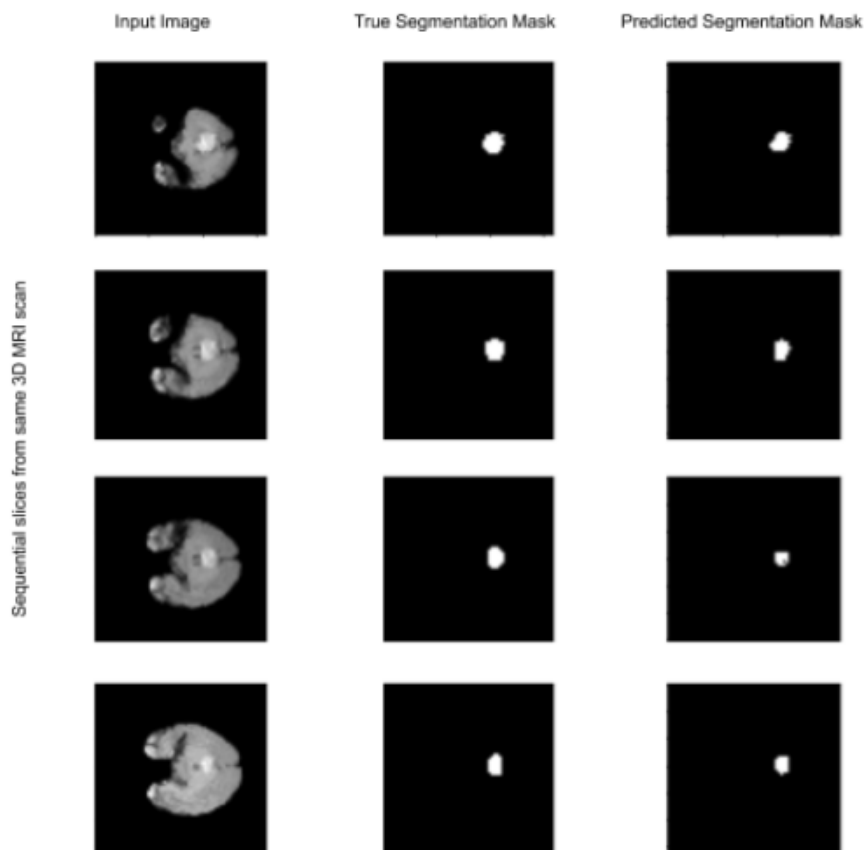 Input Image
True Segmentation Mask
Predicted Segmentation Mask
Sequential slices from same 3D MRI scan